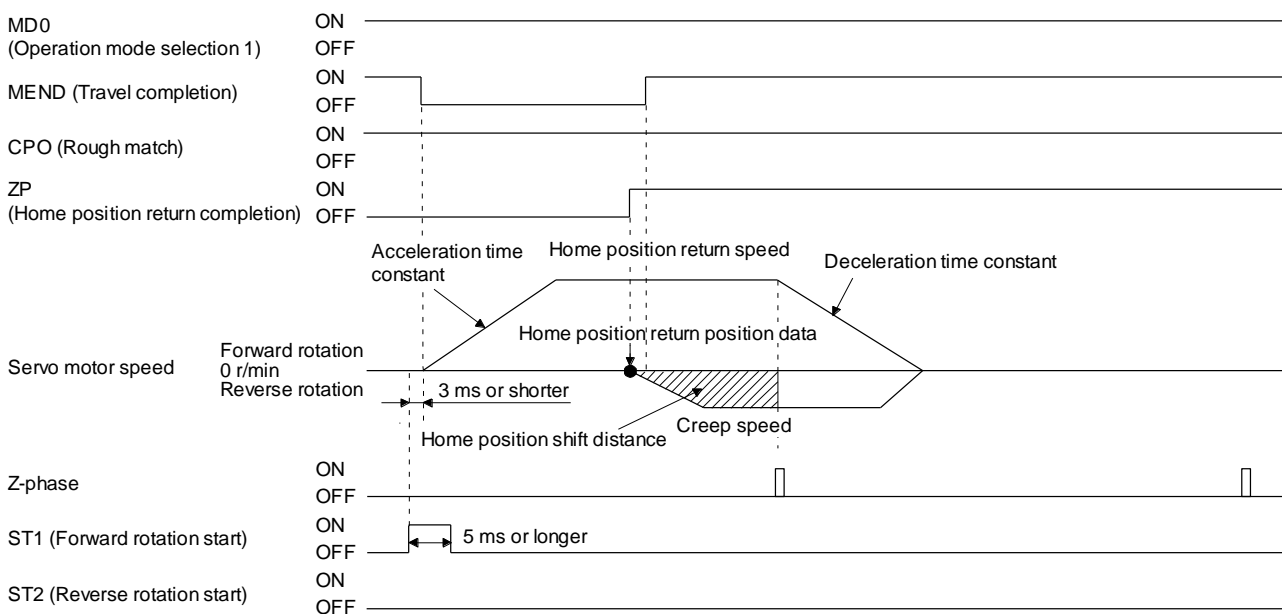 MD0
(Operation mode selection 1)
ON
OFF
MEND (Travel completion)
ON
OFF
CPO (Rough match)
ON
OFF
ZP
(Home position return completion)
ON
OFF
Acceleration time
constant
Home position return speed
Deceleration time constant
Home position return position data
Servo motor speed
Forward rotation
0 r/min
Reverse rotation
3 ms or shorter
Creep speed
Home position shift distance
Z-phase
ON
OFF
ST1 (Forward rotation start)
ON
OFF
5 ms or longer
ST2 (Reverse rotation start)
ON
OFF